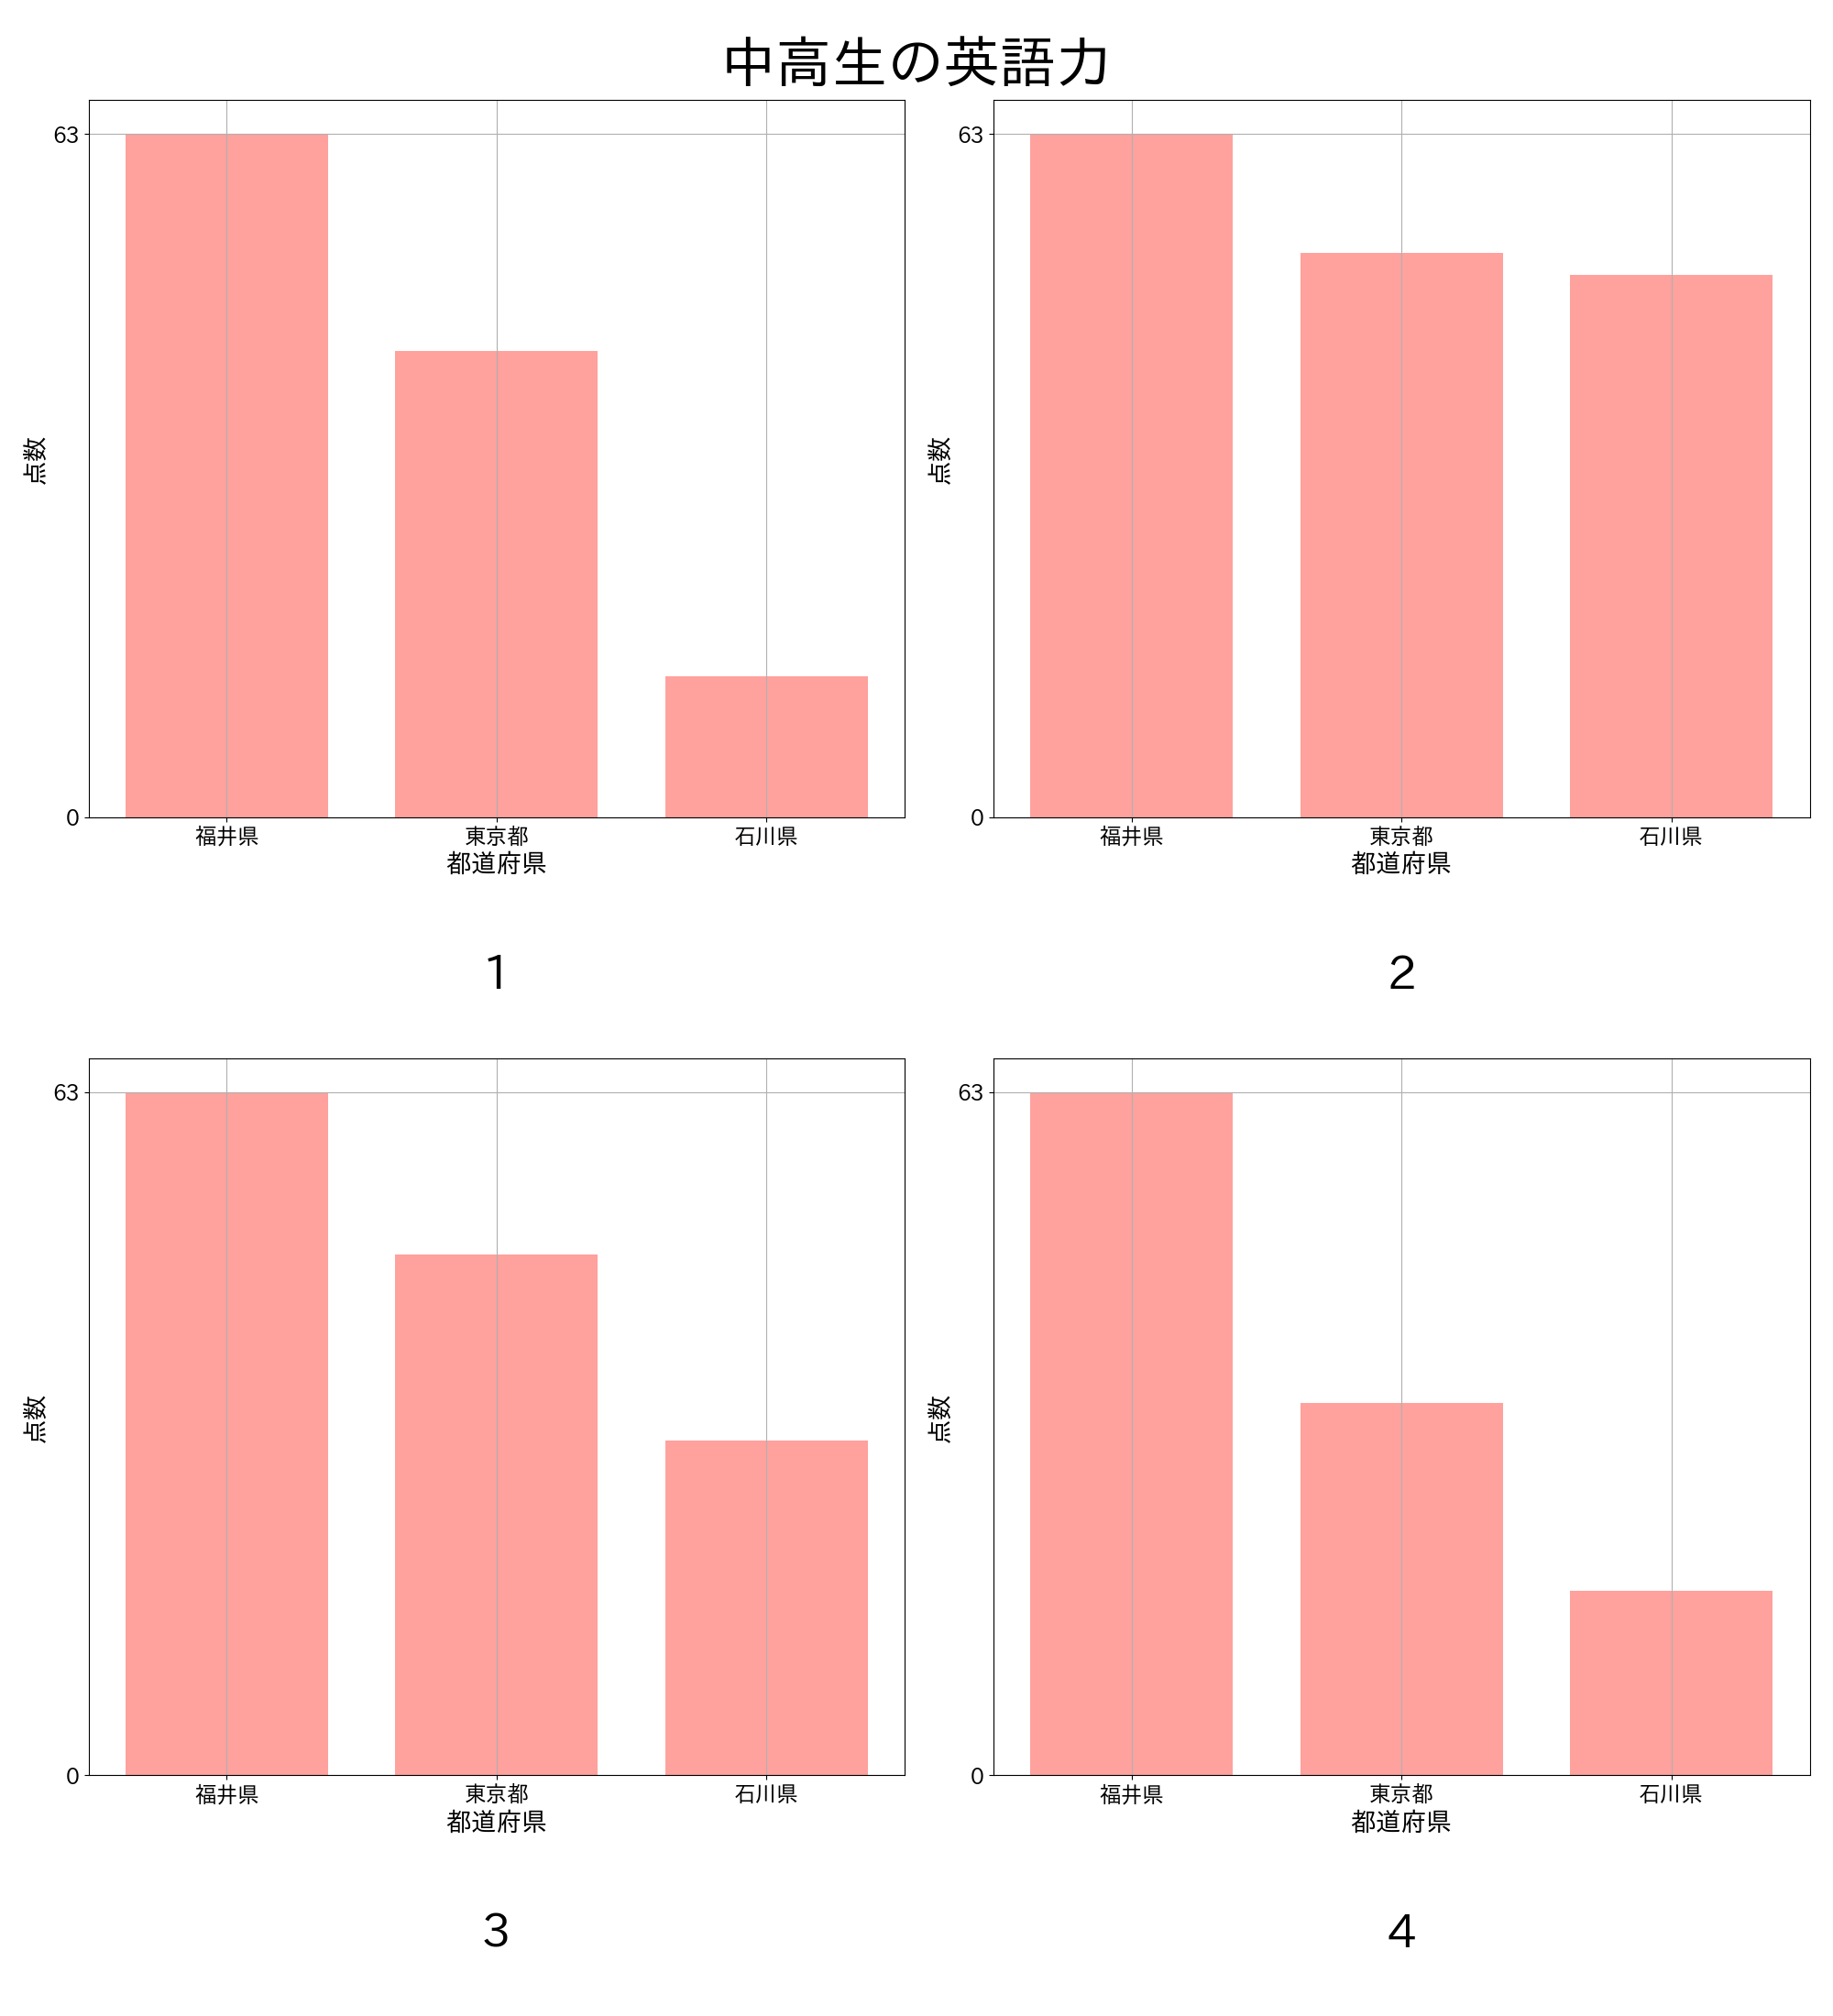 中高生の英語力
63
0
点数
福井県 東京都 石川県
都道府県
1
63
0
点数
福井県 東京都 石川県
都道府県
2
63
0
点数
福井県 東京都 石川県
都道府県
3
63
0
点数
福井県 東京都 石川県
都道府県
4